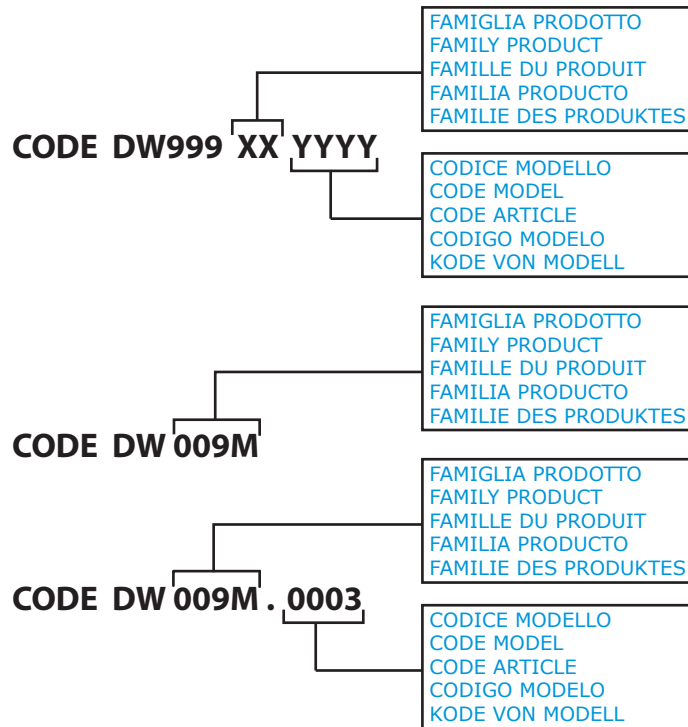 FAMIGLIA PRODOTTO
FAMILY PRODUCT
FAMILLE DU PRODUIT
FAMILIA PRODUCTO
FAMILIE DES PRODUKTES
CODE DW999 XX YYYY
CODICE MODELLO
CODE MODEL
CODE ARTICLE
CODIGO MODELO
KODE VON MODELL
FAMIGLIA PRODOTTO
FAMILY PRODUCT
FAMILLE DU PRODUIT
FAMILIA PRODUCTO
FAMILIE DES PRODUKTES
CODE DW 009M
FAMIGLIA PRODOTTO
FAMILY PRODUCT
FAMILLE DU PRODUIT
FAMILIA PRODUCTO
FAMILIE DES PRODUKTES
CODE DW 009M . 0003
CODICE MODELLO
CODE MODEL
CODE ARTICLE
CODIGO MODELO
KODE VON MODELL